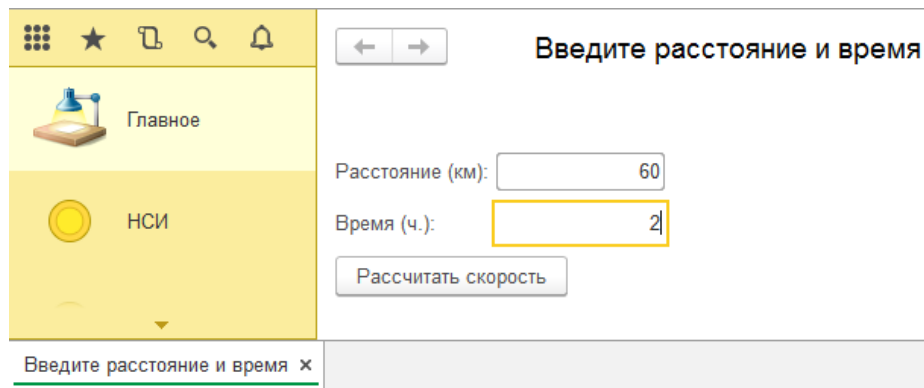 Введите расстояние и время
Главное
Расстояние (км): 60
НСИ
Время (ч.): 2
Рассчитать скорость
Введите расстояние и время ×